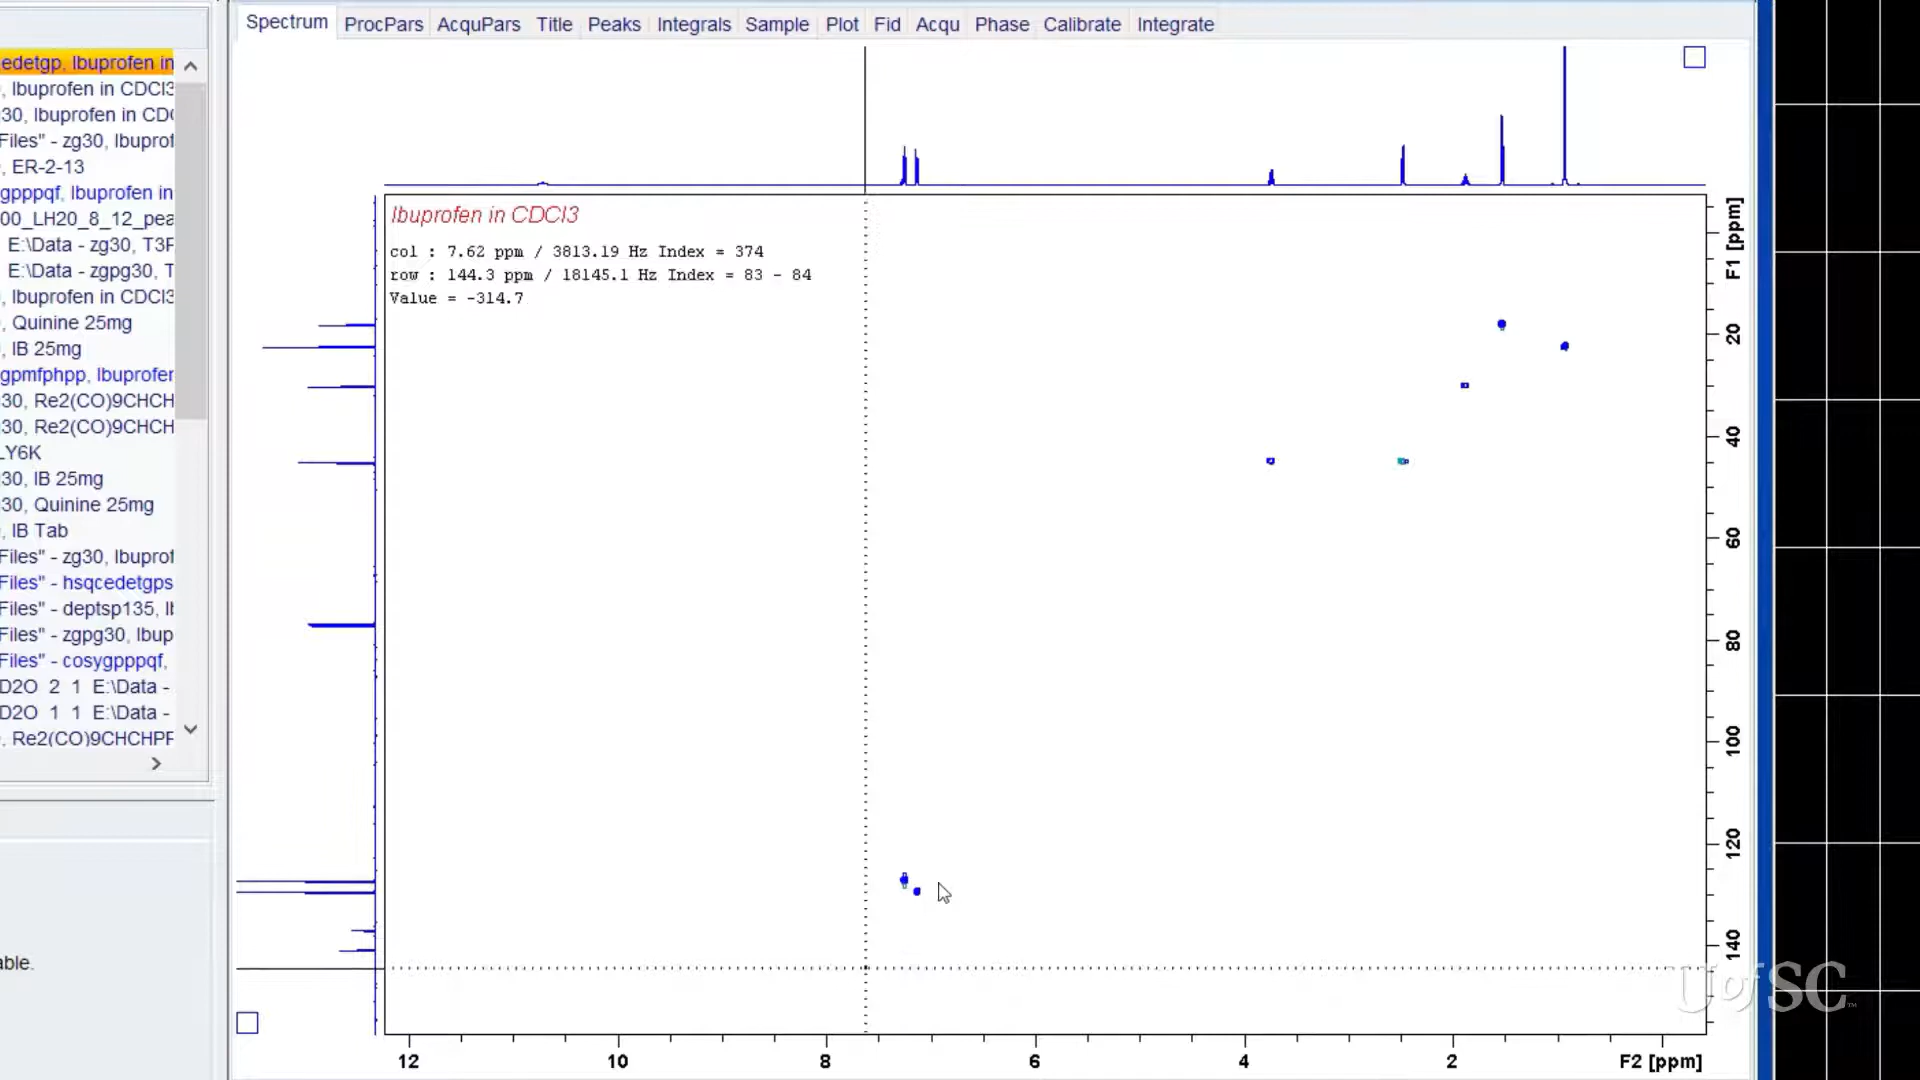 Spectrum ProcPars AcquPars Title Peaks Integrals Sample Plot Fid Acqu Phase Calibrate Integrate
edetgp, Ibuprofen in
, Ibuprofen in CDCl3
30, Ibuprofen in CD
Files" - zg30, Ibuprof
, ER-2-13
gpppqf, Ibuprofen in
00_LH20_8_12_pea
E:\Data - zg30, T3F
E:\Data - zgpg30, T
, Ibuprofen in CDCl3
, Quinine 25mg
, IB 25mg
gpmfphpp, Ibuprofen
30, Re2(CO)9CHCH
30, Re2(CO)9CHCH
LY6K
30, IB 25mg
30, Quinine 25mg
, IB Tab
Files" - zg30, Ibuprof
Files" - hsqcedetgps
Files" - deptsp135, Ib
Files" - zgpg30, Ibup
Files" - cosygpppqf,
D2O 2 1 E:\Data -
D2O 1 1 E:\Data -
, Re2(CO)9CHCHPF
able.
Ibuprofen in CDCl3
col : 7.62 ppm / 3813.19 Hz Index = 374
row : 144.3 ppm / 18145.1 Hz Index = 83 - 84
Value = -314.7
F1 [ppm]
20
40
60
80
100
120
140
12 10 8 6 4 2 F2 [ppm]
UofSC™